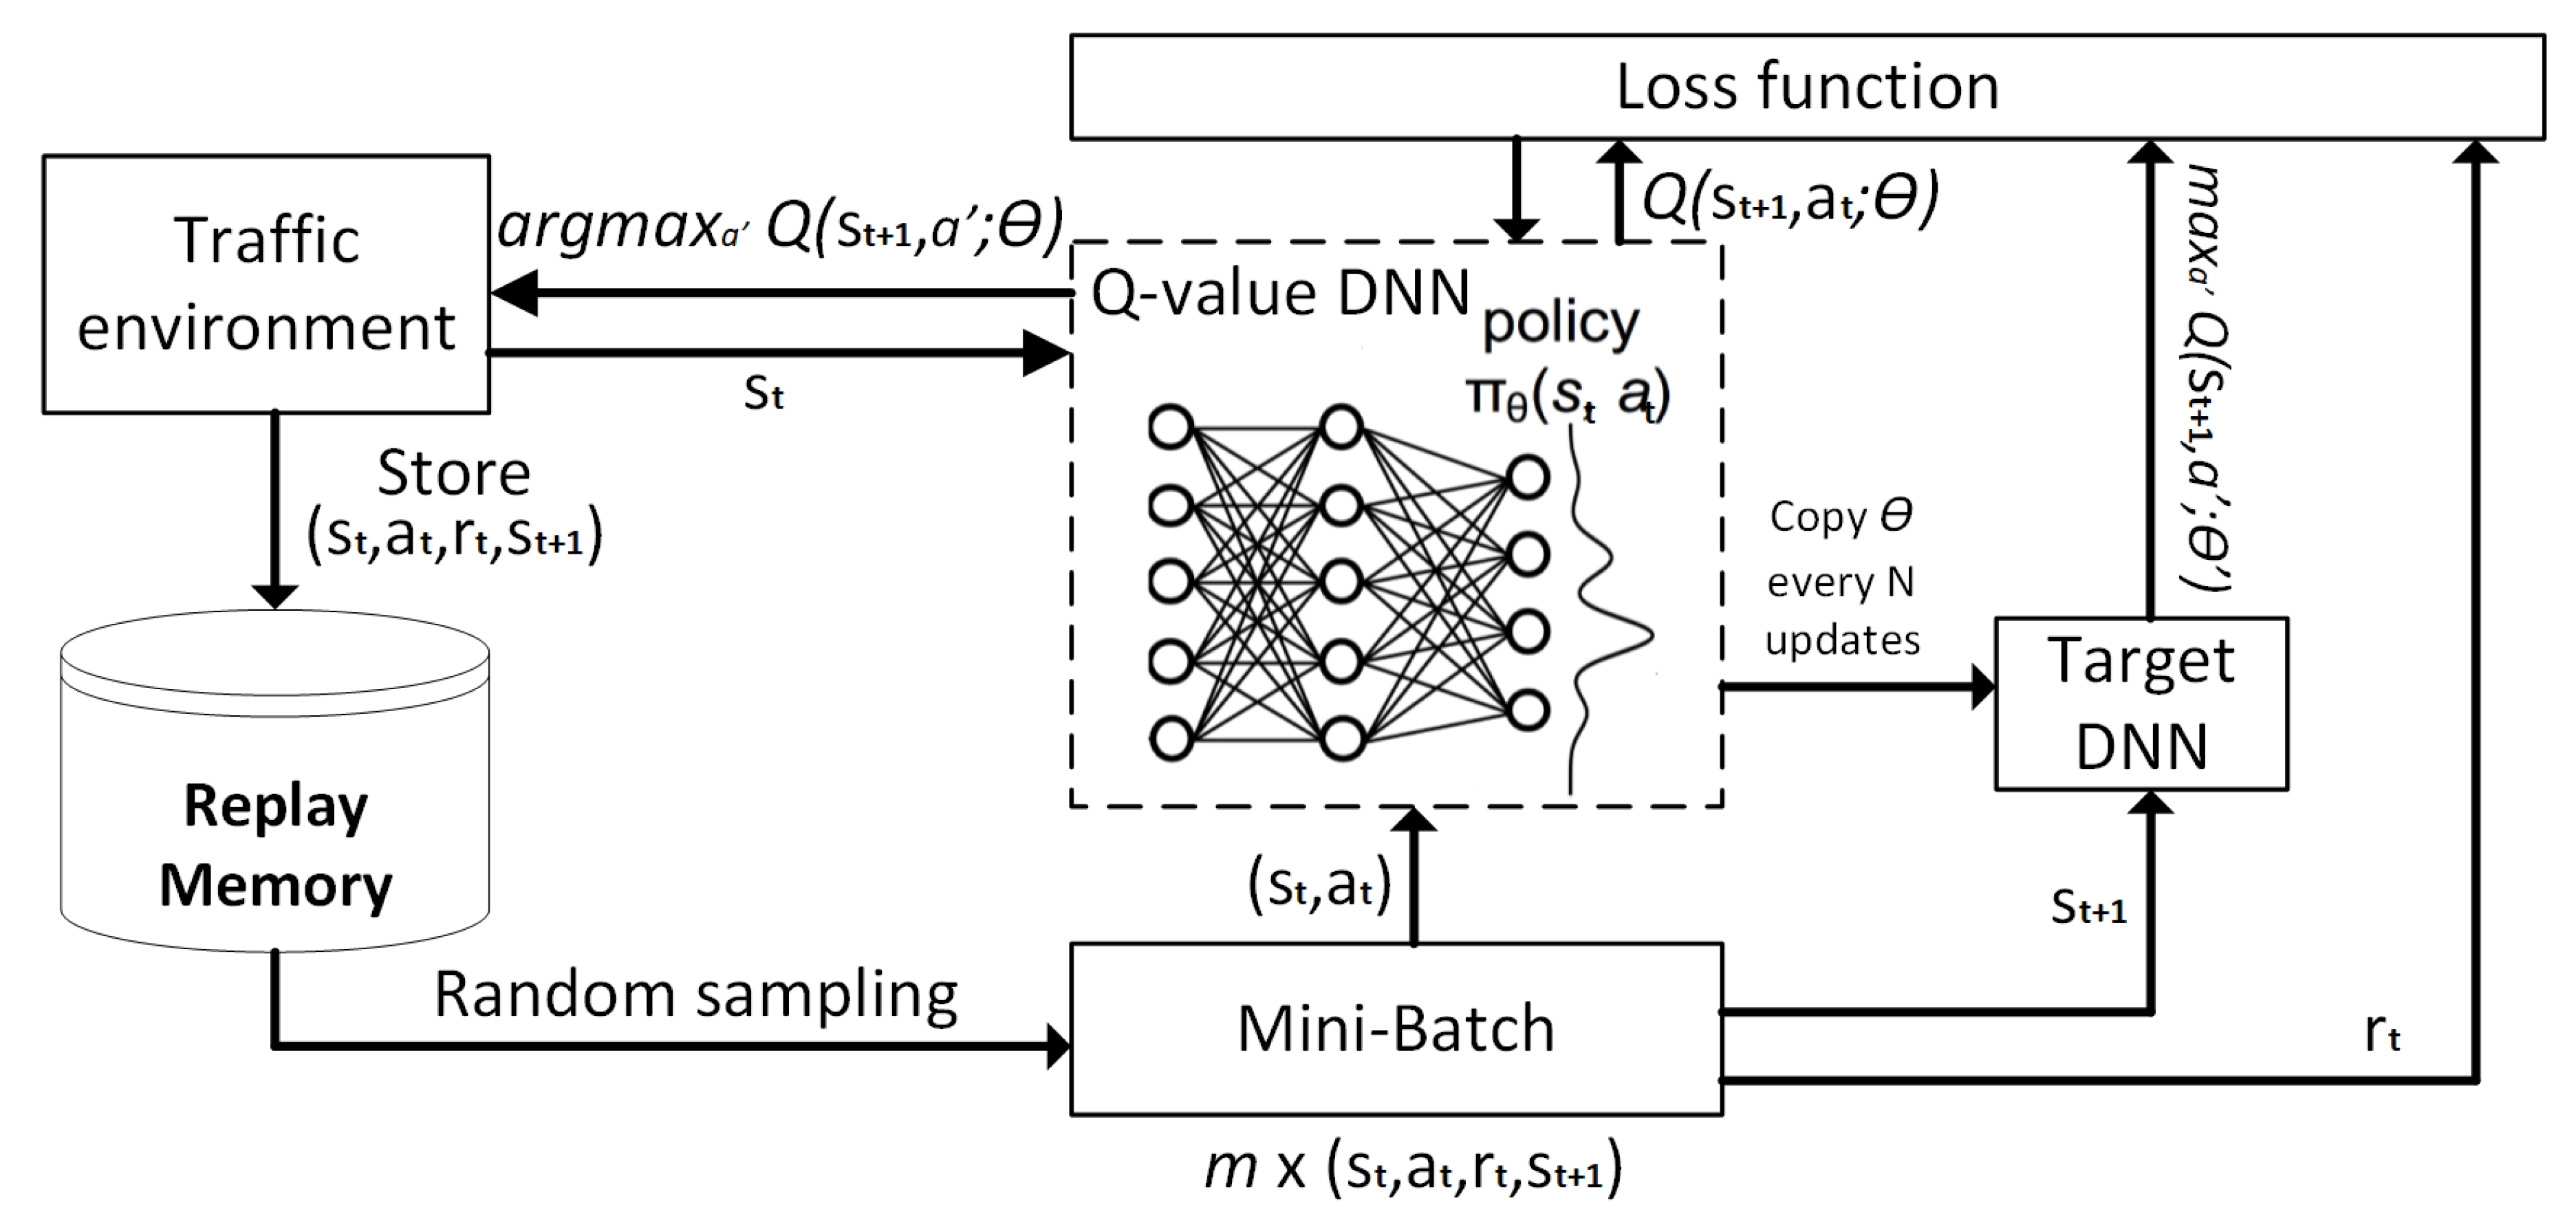 Loss function
Traffic
environment
argmaxₐ' Q(sₜ₊₁,a';Θ)
sₜ
Q(sₜ₊₁,aₜ;Θ)
maxₐ' Q(sₜ₊₁,a';Θ')
Q-value DNN
policy
πθ(sₜ, aₜ)
Store
(sₜ,aₜ,rₜ,sₜ₊₁)
Copy Θ
every N
updates
Target
DNN
Replay
Memory
(sₜ,aₜ)
sₜ₊₁
Random sampling
Mini-Batch
rₜ
m x (sₜ,aₜ,rₜ,sₜ₊₁)